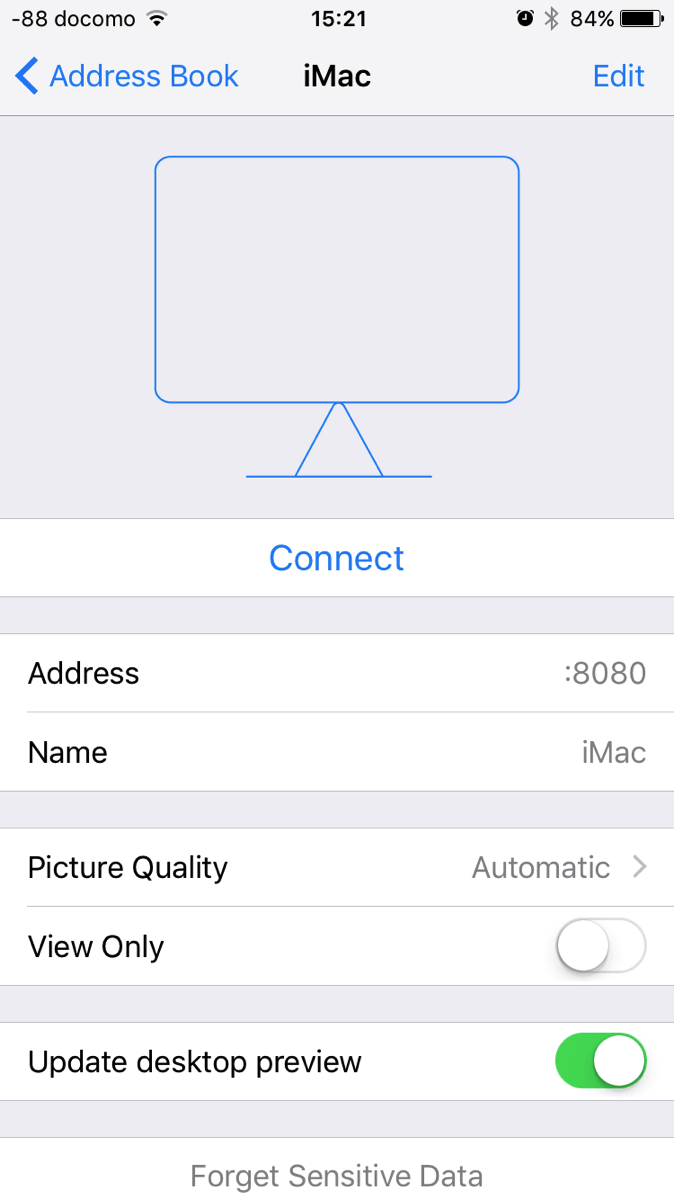 -88 docomo 15:21 84%
Address Book iMac Edit
Connect
Address :8080
Name iMac
Picture Quality Automatic
View Only
Update desktop preview
Forget Sensitive Data